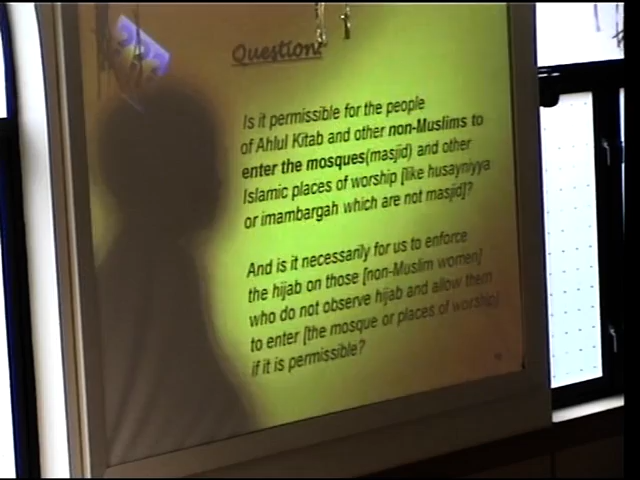 Question:
Is it permissible for the people
of Ahlul Kitab and other non-Muslims to
enter the mosques(masjid) and other
Islamic places of worship [like husayniyya
or imambargah which are not masjid]?
And is it necessarily for us to enforce
the hijab on those [non-Muslim women]
who do not observe hijab and allow them
to enter [the mosque or places of worship]
if it is permissible?